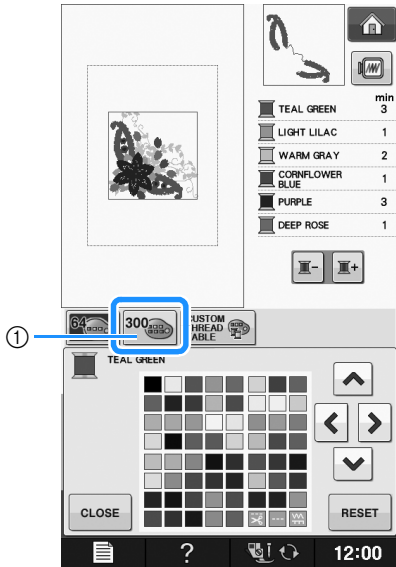 min
TEAL GREEN 3
LIGHT LILAC 1
WARM GRAY 2
CORNFLOWER
BLUE 1
PURPLE 3
DEEP ROSE 1
- +
64 300 CUSTOM
THREAD
TABLE
①
TEAL GREEN
CLOSE RESET
? 12:00